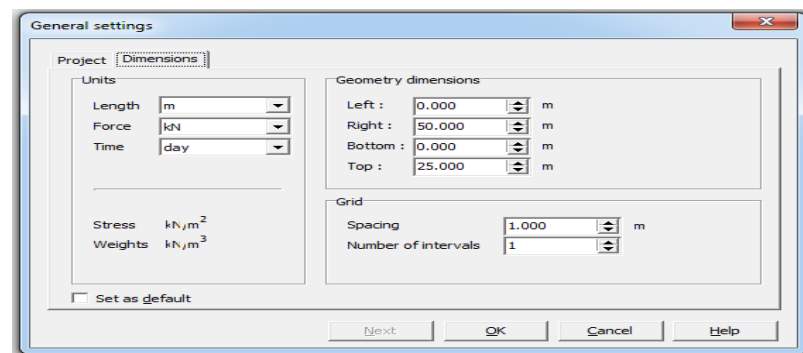 General settings
Project Dimensions
Units
Length m
Force kN
Time day
Stress kN/m²
Weights kN/m³
Geometry dimensions
Left : 0.000 m
Right : 50.000 m
Bottom : 0.000 m
Top : 25.000 m
Grid
Spacing 1.000 m
Number of intervals 1
Set as default
Next OK Cancel Help